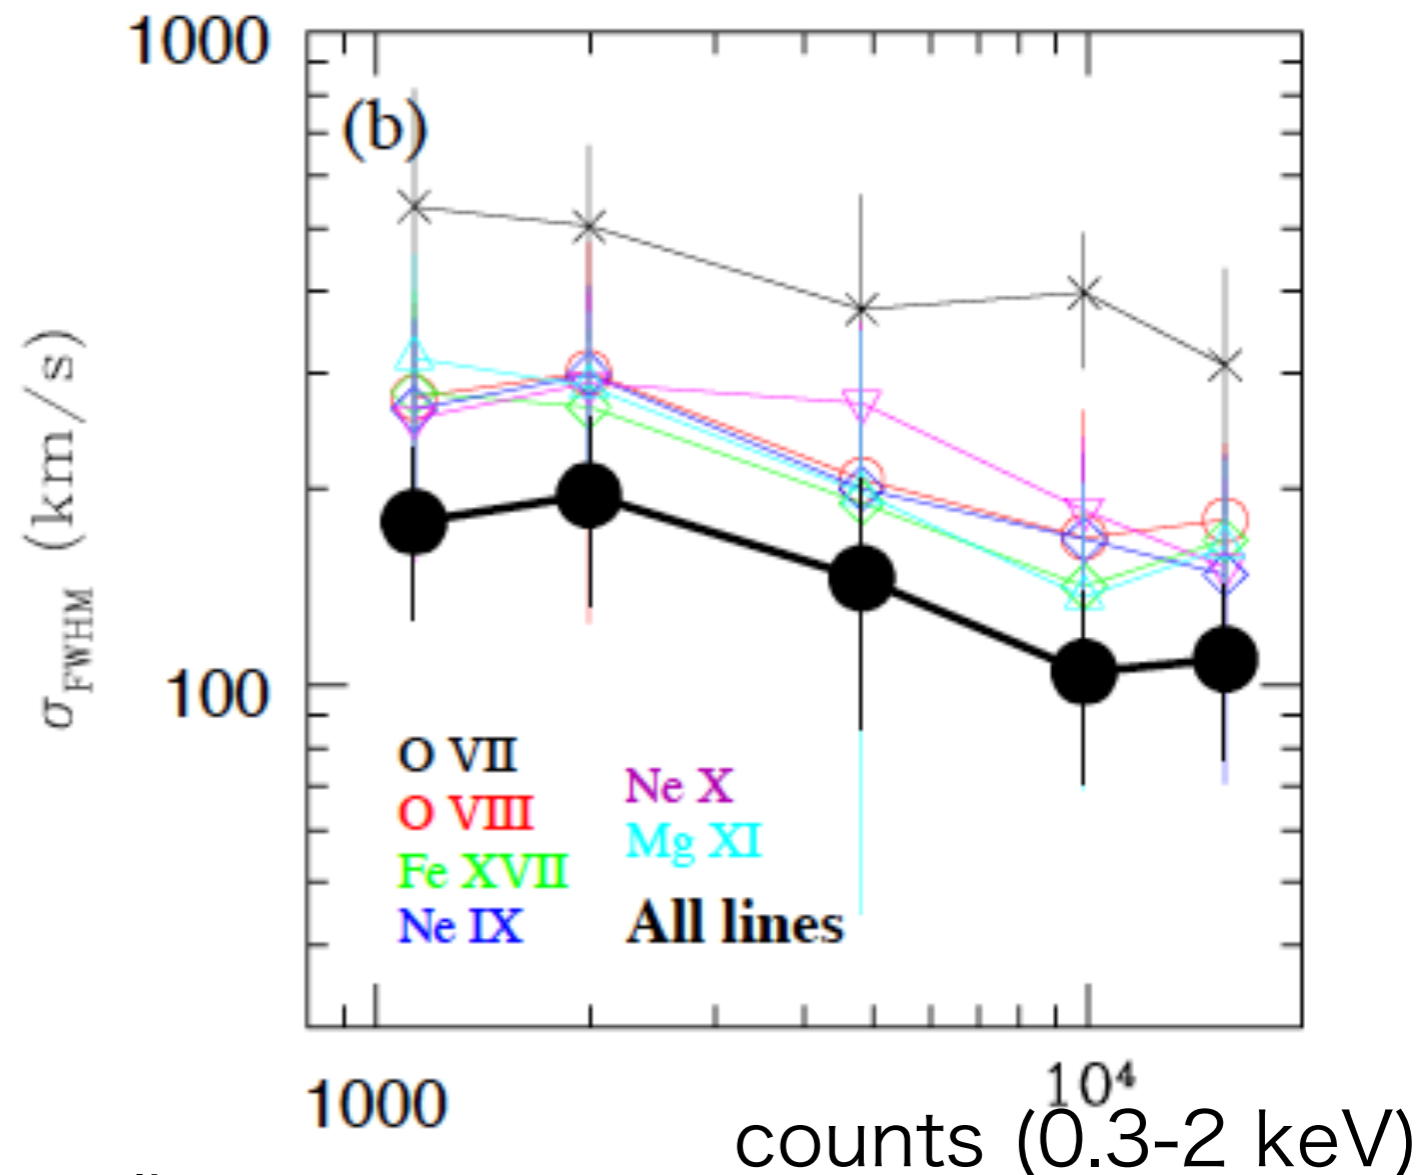 1000
(b)
σFWHM (km/s)
100
O VII
O VIII
Fe XVII
Ne IX
Ne X
Mg XI
All lines
1000
10⁴
counts (0.3-2 keV)